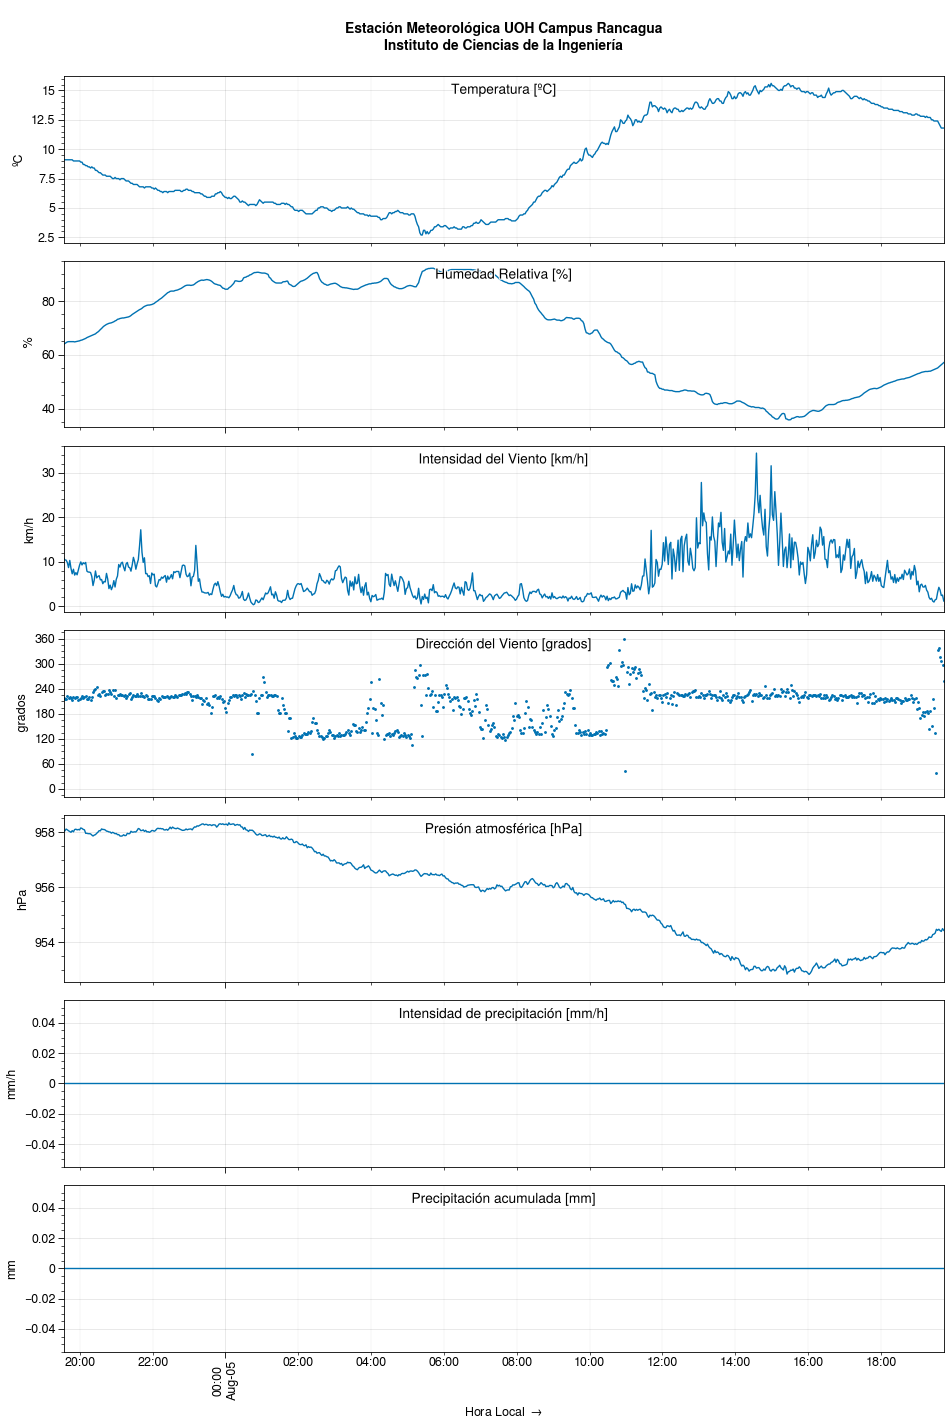 Estación Meteorológica UOH Campus Rancagua
Instituto de Ciencias de la Ingeniería
Temperatura [ºC]
15
12.5
10
7.5
5
2.5
ºC
Humedad Relativa [%]
80
60
40
%
Intensidad del Viento [km/h]
30
20
10
0
km/h
Dirección del Viento [grados]
360
300
240
180
120
60
0
grados
Presión atmosférica [hPa]
958
956
954
hPa
Intensidad de precipitación [mm/h]
0.04
0.02
0
−0.02
−0.04
mm/h
Precipitación acumulada [mm]
0.04
0.02
0
−0.02
−0.04
mm
20:00 22:00 00:00 02:00 04:00 06:00 08:00 10:00 12:00 14:00 16:00 18:00
Aug-05
Hora Local →